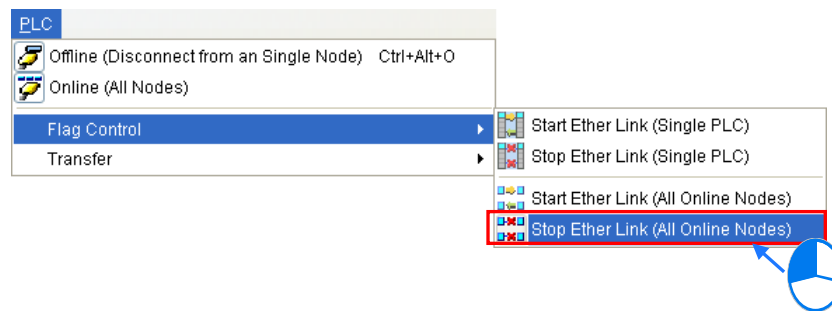 PLC
Offline (Disconnect from an Single Node) Ctrl+Alt+O
Online (All Nodes)
Flag Control
Transfer
Start Ether Link (Single PLC)
Stop Ether Link (Single PLC)
Start Ether Link (All Online Nodes)
Stop Ether Link (All Online Nodes)